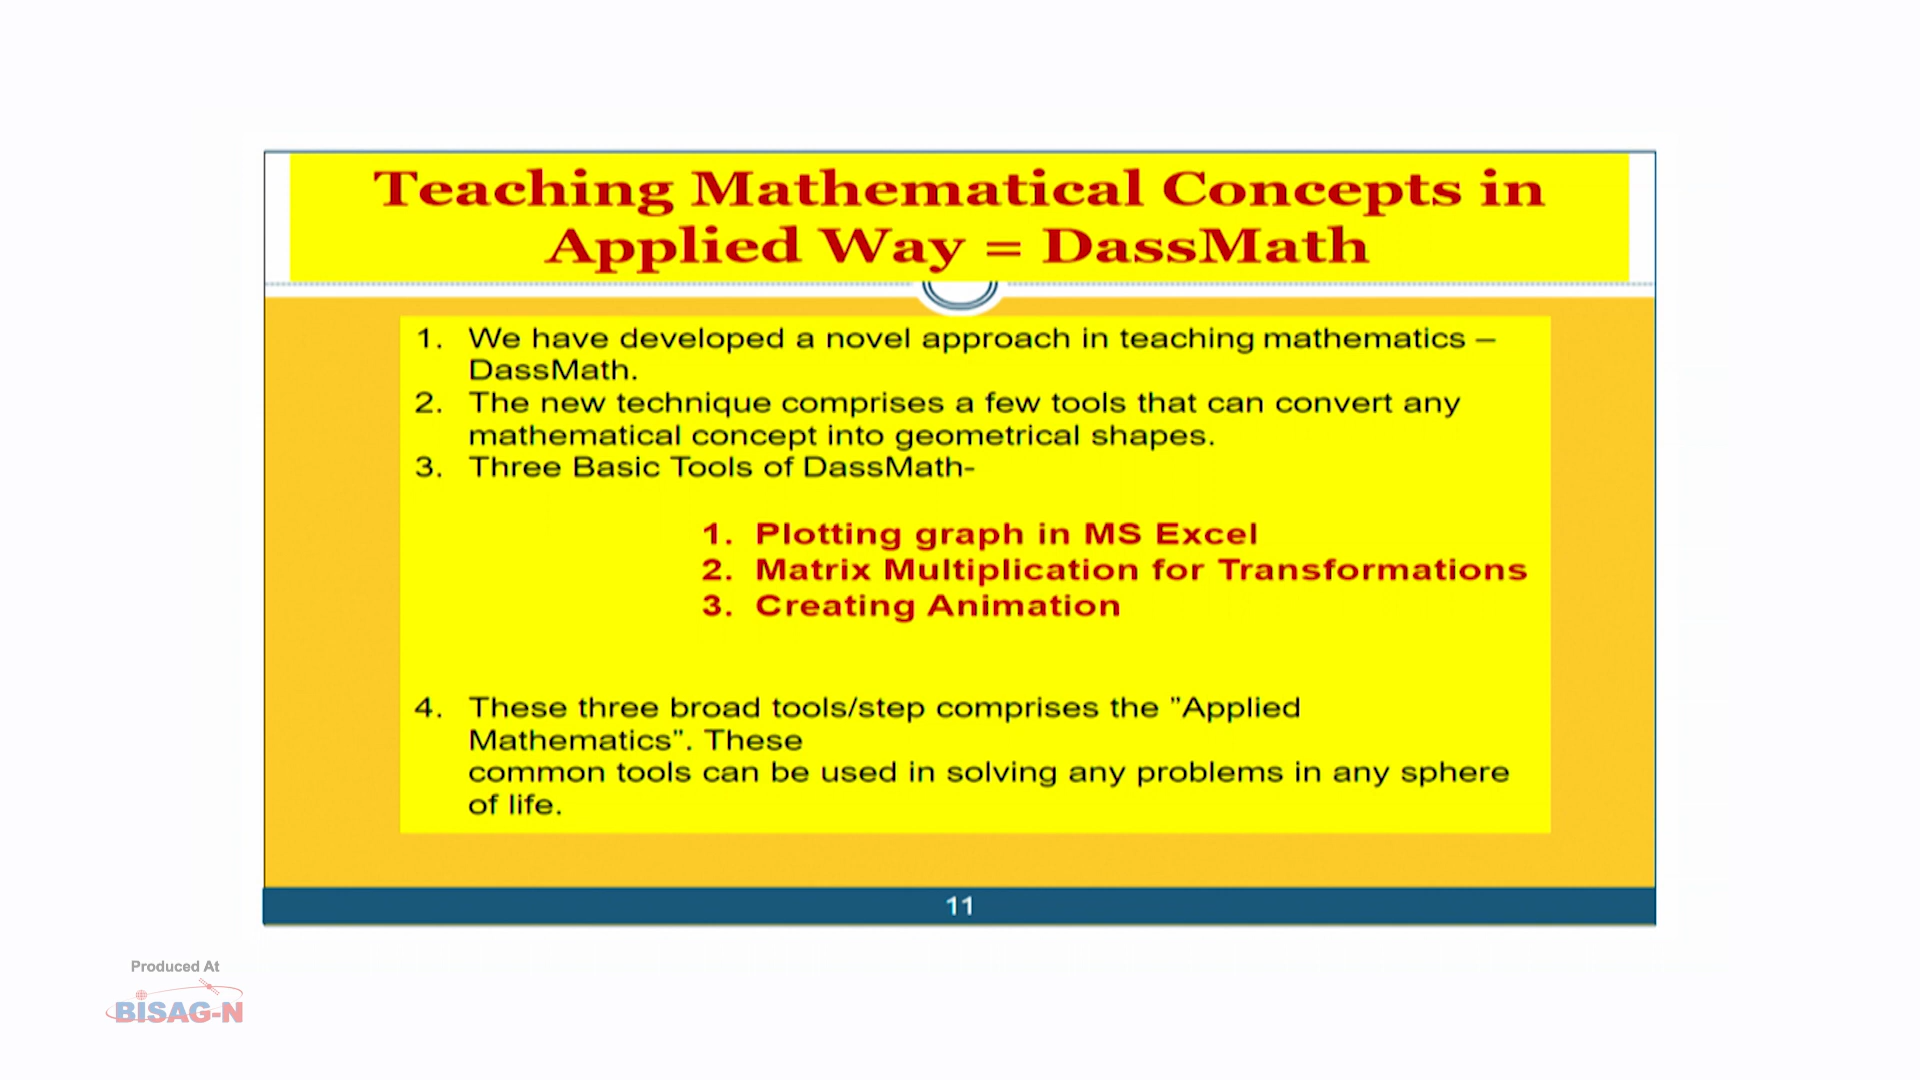 Teaching Mathematical Concepts in
Applied Way = DassMath
1. We have developed a novel approach in teaching mathematics –
DassMath.
2. The new technique comprises a few tools that can convert any
mathematical concept into geometrical shapes.
3. Three Basic Tools of DassMath-
1. Plotting graph in MS Excel
2. Matrix Multiplication for Transformations
3. Creating Animation
4. These three broad tools/step comprises the ”Applied
Mathematics”. These
common tools can be used in solving any problems in any sphere
of life.
11
Produced At
BISAG-N